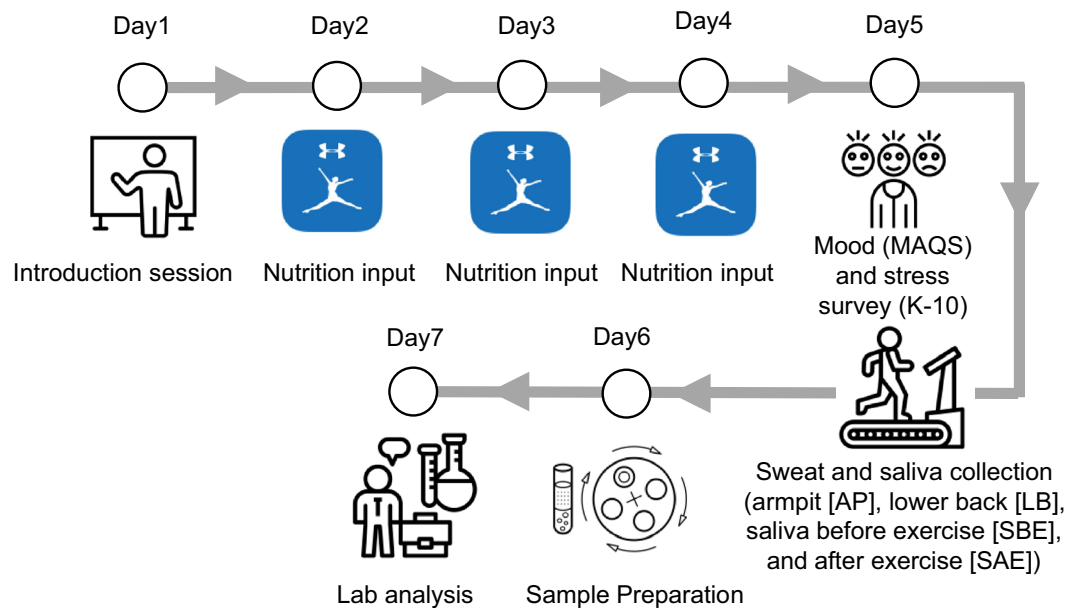 Day1
Day2
Day3
Day4
Day5
Introduction session
Nutrition input
Nutrition input
Nutrition input
Mood (MAQS)
and stress
survey (K-10)
Day7
Day6
Lab analysis
Sample Preparation
Sweat and saliva collection
(armpit [AP], lower back [LB],
saliva before exercise [SBE],
and after exercise [SAE])